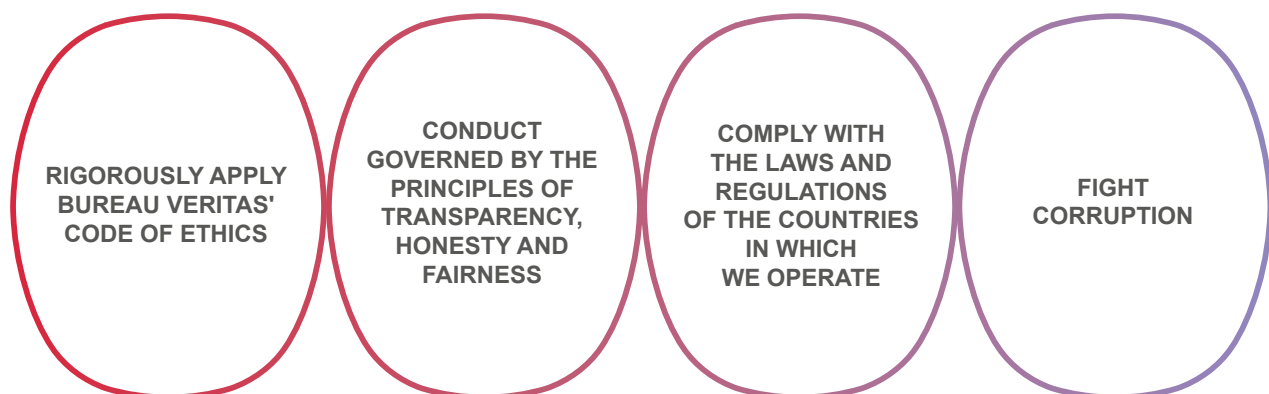 RIGOROUSLY APPLY
BUREAU VERITAS'
CODE OF ETHICS
CONDUCT
GOVERNED BY THE
PRINCIPLES OF
TRANSPARENCY,
HONESTY AND
FAIRNESS
COMPLY WITH
THE LAWS AND
REGULATIONS
OF THE COUNTRIES
IN WHICH
WE OPERATE
FIGHT
CORRUPTION